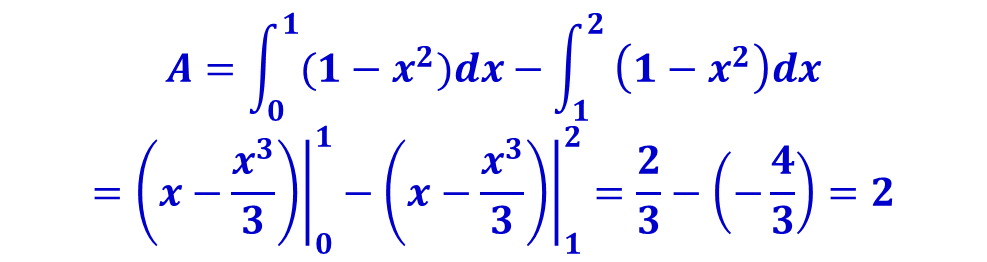 A = ∫₀¹ (1 − x²)dx − ∫₁² (1 − x²)dx
= (x − x³/3)|₀¹ − (x − x³/3)|₁² = 2/3 − (−4/3) = 2